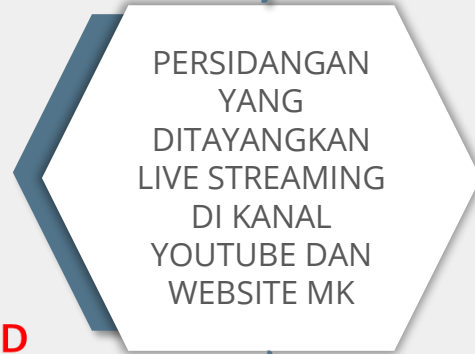 PERSIDANGAN
YANG
DITAYANGKAN
LIVE STREAMING
DI KANAL
YOUTUBE DAN
WEBSITE MK
D